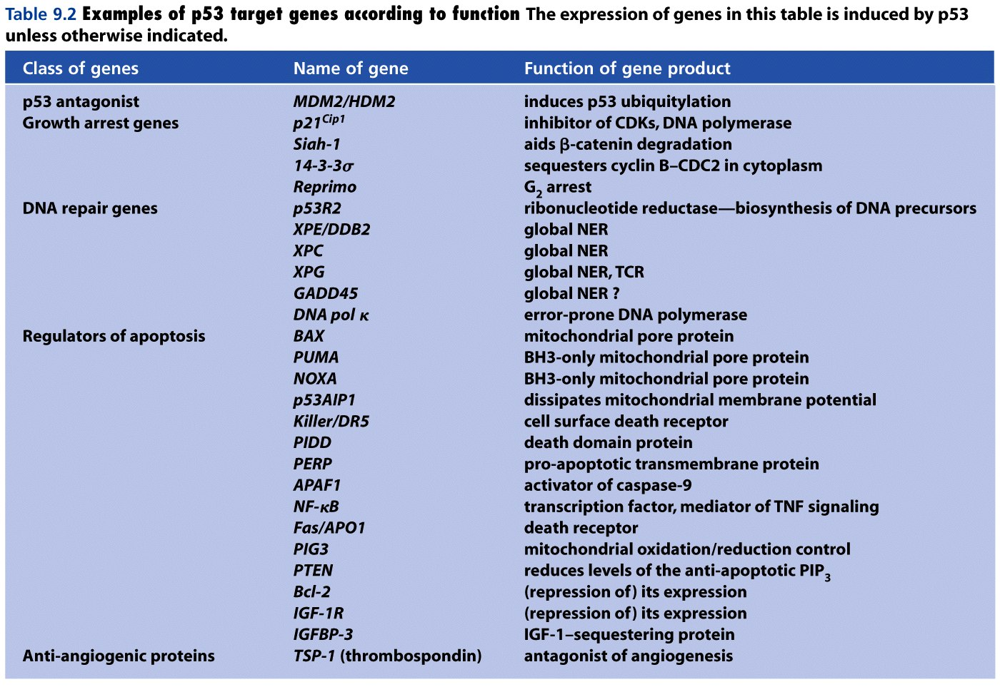 Table 9.2 Examples of p53 target genes according to function The expression of genes in this table is induced by p53
unless otherwise indicated.
Class of genes Name of gene Function of gene product
p53 antagonist MDM2/HDM2 induces p53 ubiquitylation
Growth arrest genes p21Cip1 inhibitor of CDKs, DNA polymerase
Siah-1 aids β-catenin degradation
14-3-3σ sequesters cyclin B–CDC2 in cytoplasm
Reprimo G2 arrest
DNA repair genes p53R2 ribonucleotide reductase—biosynthesis of DNA precursors
XPE/DDB2 global NER
XPC global NER
XPG global NER, TCR
GADD45 global NER ?
DNA pol κ error-prone DNA polymerase
Regulators of apoptosis BAX mitochondrial pore protein
PUMA BH3-only mitochondrial pore protein
NOXA BH3-only mitochondrial pore protein
p53AIP1 dissipates mitochondrial membrane potential
Killer/DR5 cell surface death receptor
PIDD death domain protein
PERP pro-apoptotic transmembrane protein
APAF1 activator of caspase-9
NF-κB transcription factor, mediator of TNF signaling
Fas/APO1 death receptor
PIG3 mitochondrial oxidation/reduction control
PTEN reduces levels of the anti-apoptotic PIP3
Bcl-2 (repression of) its expression
IGF-1R (repression of) its expression
IGFBP-3 IGF-1–sequestering protein
Anti-angiogenic proteins TSP-1 (thrombospondin) antagonist of angiogenesis